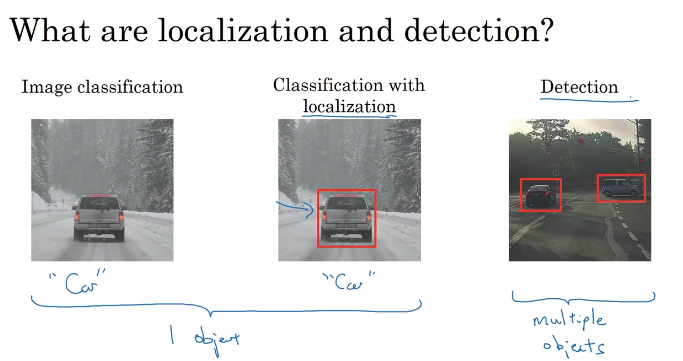 What are localization and detection?
Image classification
Classification with
localization
Detection
"Car"
"Car"
1 object
multiple
objects